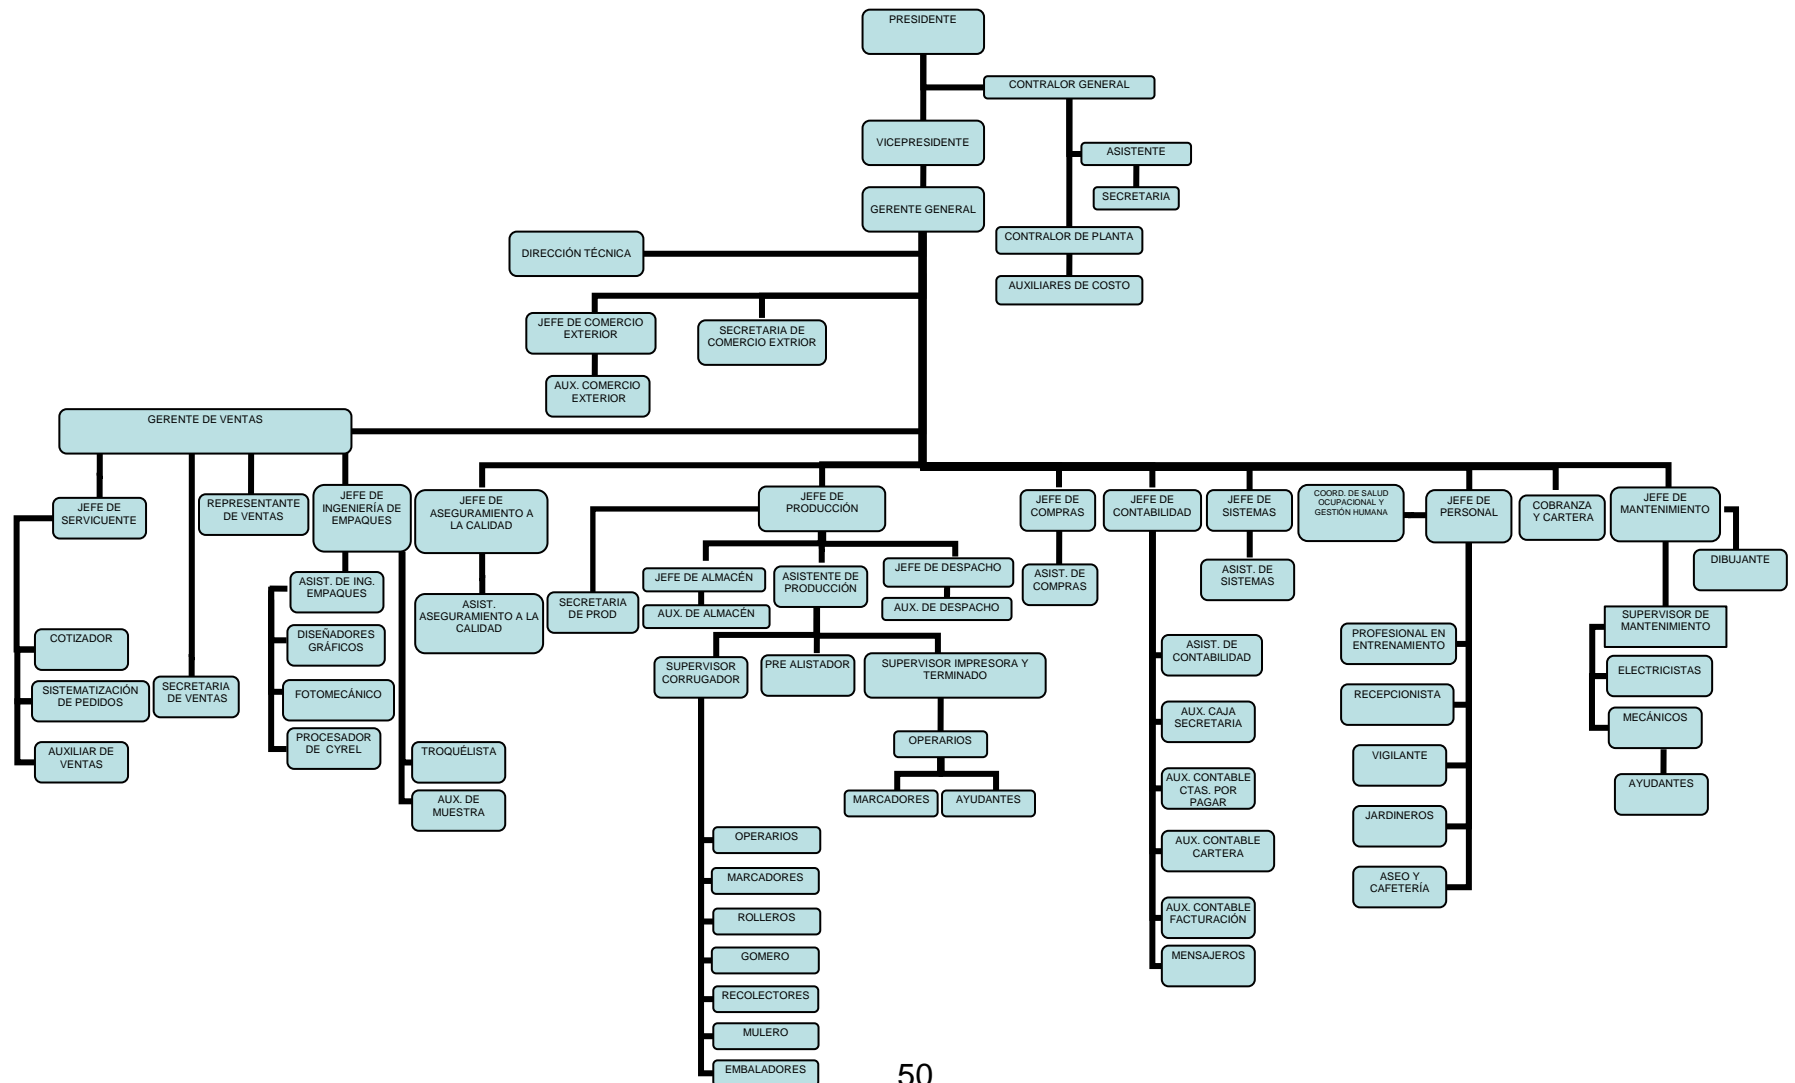 PRESIDENTE
CONTRALOR GENERAL
VICEPRESIDENTE
ASISTENTE
SECRETARIA
GERENTE GENERAL
CONTRALOR DE PLANTA
DIRECCIÓN TÉCNICA
AUXILIARES DE COSTO
JEFE DE COMERCIO
EXTERIOR
SECRETARIA DE
COMERCIO EXTRIOR
AUX. COMERCIO
EXTERIOR
GERENTE DE VENTAS
JEFE DE
SERVICUENTE
REPRESENTANTE
DE VENTAS
JEFE DE
INGENIERÍA DE
EMPAQUES
JEFE DE
ASEGURAMIENTO A
LA CALIDAD
JEFE DE
PRODUCCIÓN
JEFE DE
COMPRAS
JEFE DE
CONTABILIDAD
JEFE DE
SISTEMAS
COORD. DE SALUD
OCUPACIONAL Y
GESTIÓN HUMANA
JEFE DE
PERSONAL
COBRANZA
Y CARTERA
JEFE DE
MANTENIMIENTO
DIBUJANTE
ASIST. DE ING.
EMPAQUES
ASIST.
ASEGURAMIENTO A LA
CALIDAD
SECRETARIA
DE PROD
JEFE DE ALMACÉN
AUX. DE ALMACÉN
ASISTENTE DE
PRODUCCIÓN
JEFE DE DESPACHO
AUX. DE DESPACHO
ASIST. DE
COMPRAS
ASIST. DE
SISTEMAS
COTIZADOR
SISTEMATIZACIÓN
DE PEDIDOS
AUXILIAR DE
VENTAS
SECRETARIA
DE VENTAS
DISEÑADORES
GRÁFICOS
FOTOMECÁNICO
PROCESADOR
DE CYREL
TROQUÉLISTA
AUX. DE
MUESTRA
SUPERVISOR
CORRUGADOR
PRE ALISTADOR
SUPERVISOR IMPRESORA Y
TERMINADO
OPERARIOS
MARCADORES
AYUDANTES
OPERARIOS
MARCADORES
ROLLEROS
GOMERO
RECOLECTORES
MULERO
EMBALADORES
ASIST. DE
CONTABILIDAD
AUX. CAJA
SECRETARIA
AUX. CONTABLE
CTAS. POR
PAGAR
AUX. CONTABLE
CARTERA
AUX. CONTABLE
FACTURACIÓN
MENSAJEROS
PROFESIONAL EN
ENTRENAMIENTO
RECEPCIONISTA
VIGILANTE
JARDINEROS
ASEO Y
CAFETERÍA
SUPERVISOR DE
MANTENIMIENTO
ELECTRICISTAS
MECÁNICOS
AYUDANTES
50